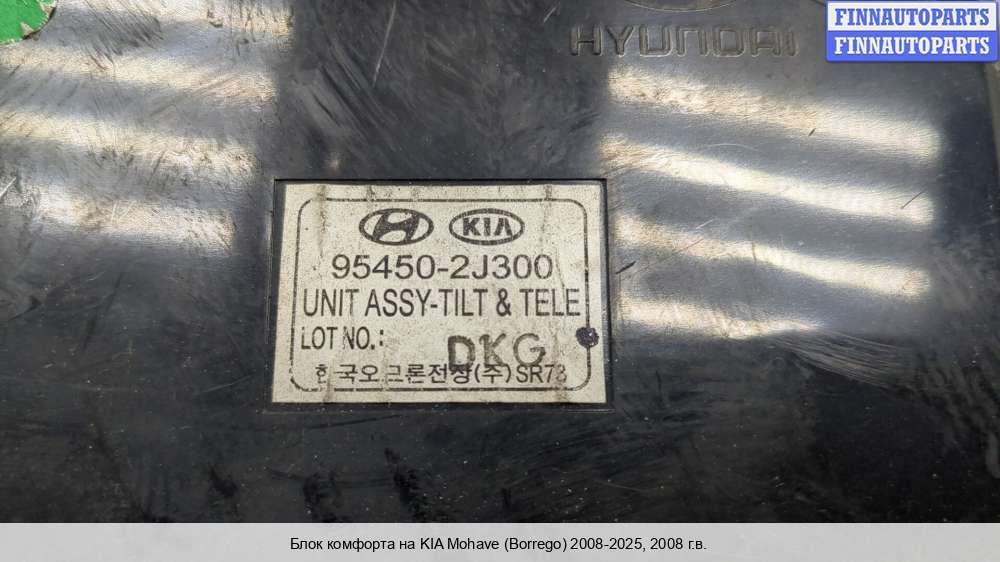 FINNAUTOPARTS
FINNAUTOPARTS
HYUNDAI
KIA
95450-2J300
UNIT ASSY-TILT & TELE
LOT NO.:
DKG
한국오므론전장(주)SR73
Блок комфорта на KIA Mohave (Borrego) 2008-2025, 2008 г.в.